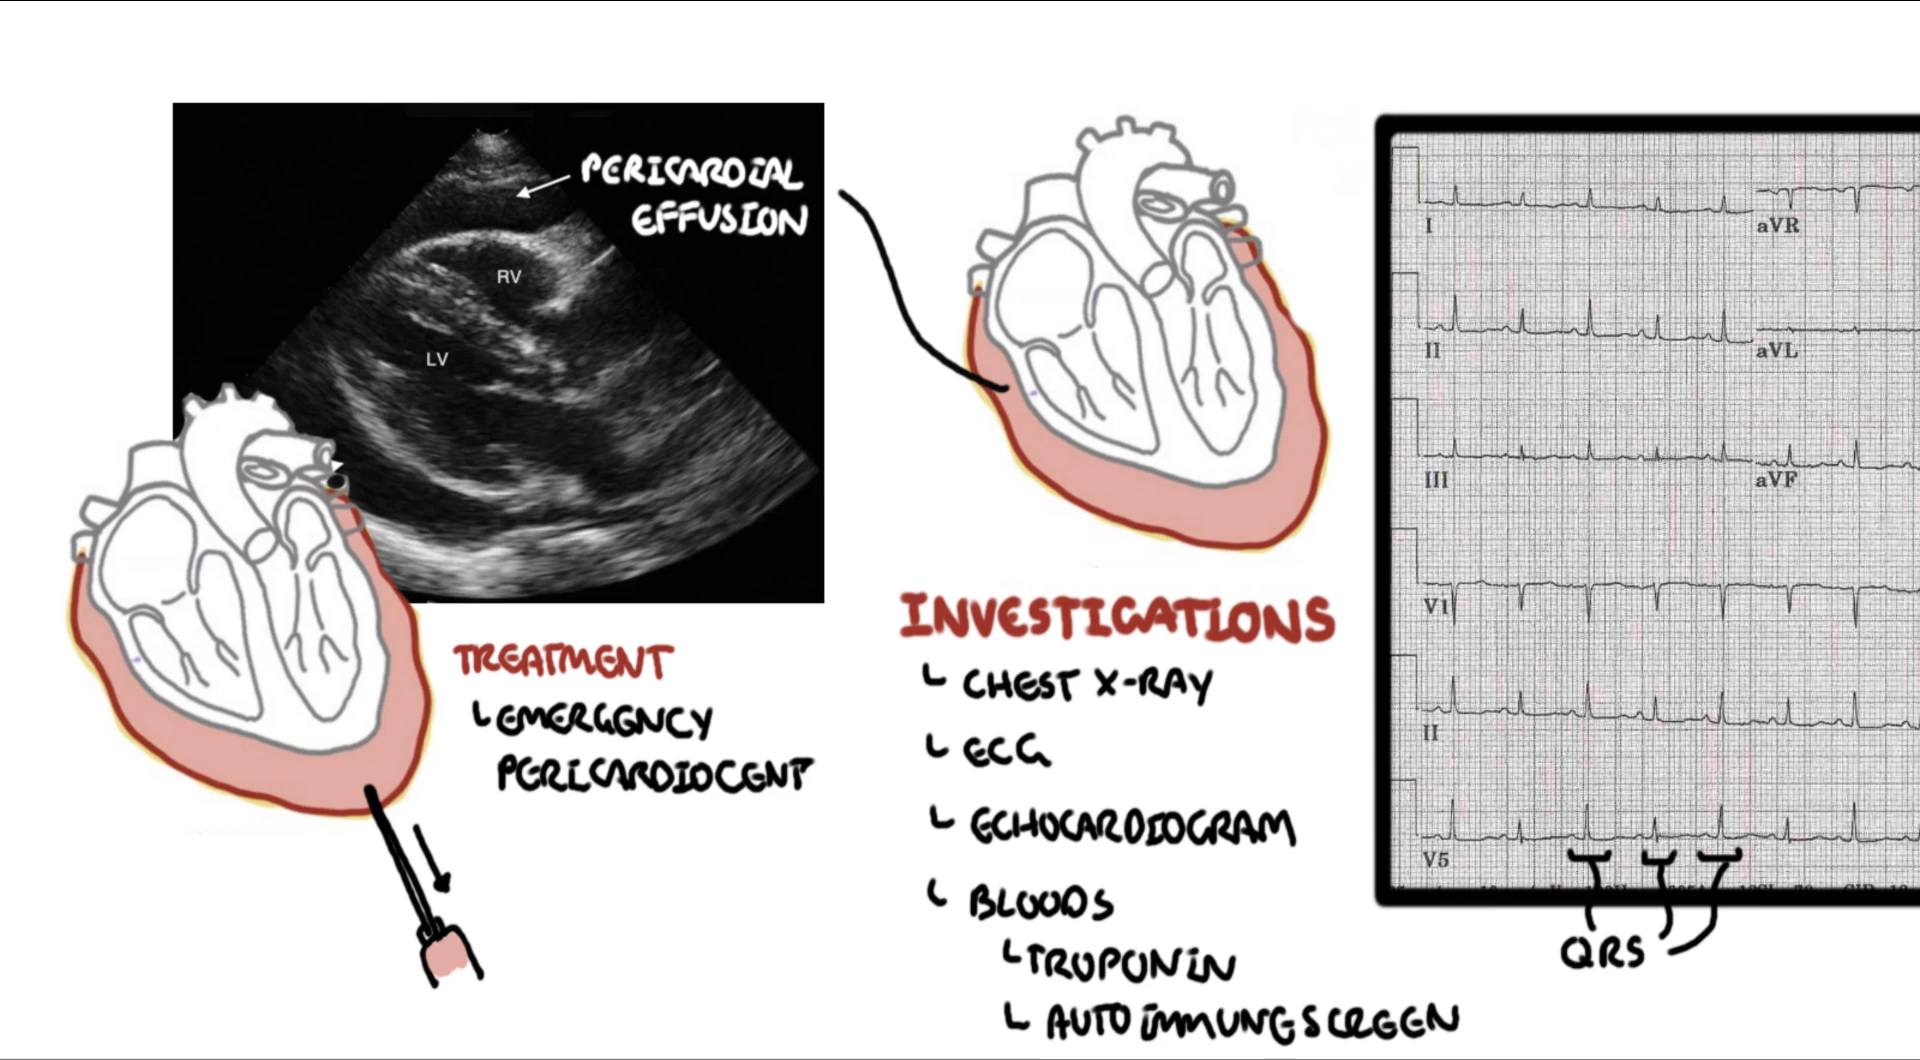 PERICARDIAL
EFFUSION
RV
LV
TREATMENT
EMERGENCY
PERICARDIOCENT
INVESTIGATIONS
CHEST X-RAY
ECG
ECHOCARDIOGRAM
BLOODS
TROPONIN
AUTOIMMUNE SCREEN
I
aVR
II
aVL
III
aVF
V1
II
V5
QRS